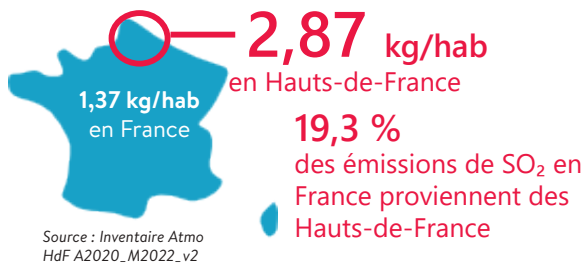 2,87 kg/hab
en Hauts-de-France
1,37 kg/hab
en France
19,3 %
des émissions de SO₂ en
France proviennent des
Hauts-de-France
Source : Inventaire Atmo
HdF A2020_M2022_v2